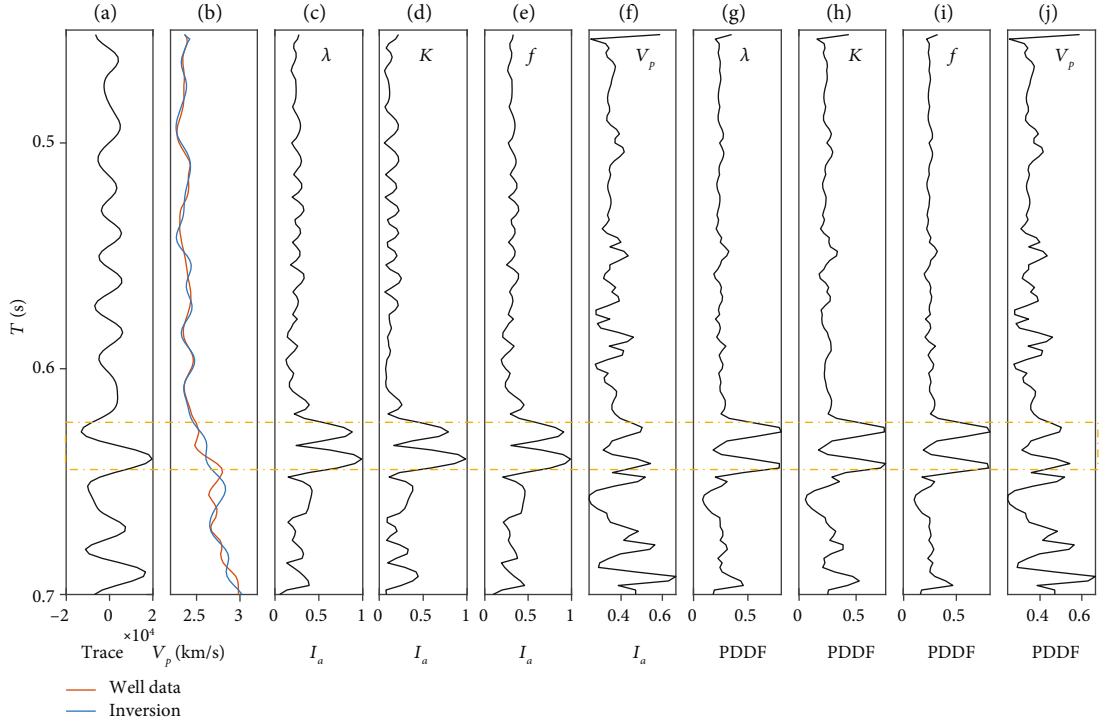 (a) (b) (c) (d) (e) (f) (g) (h) (i) (j)
λ K f V_p λ K f V_p
0.5
0.6
0.7
T (s)
−2 0 2 2.5 3 0 0.5 1 0 0.5 1 0 0.5 1 0.4 0.6 0 0.5 0 0.5 0 0.5 0.4 0.6
×10⁴
Trace V_p (km/s) I_a I_a I_a I_a PDDF PDDF PDDF PDDF
Well data
Inversion